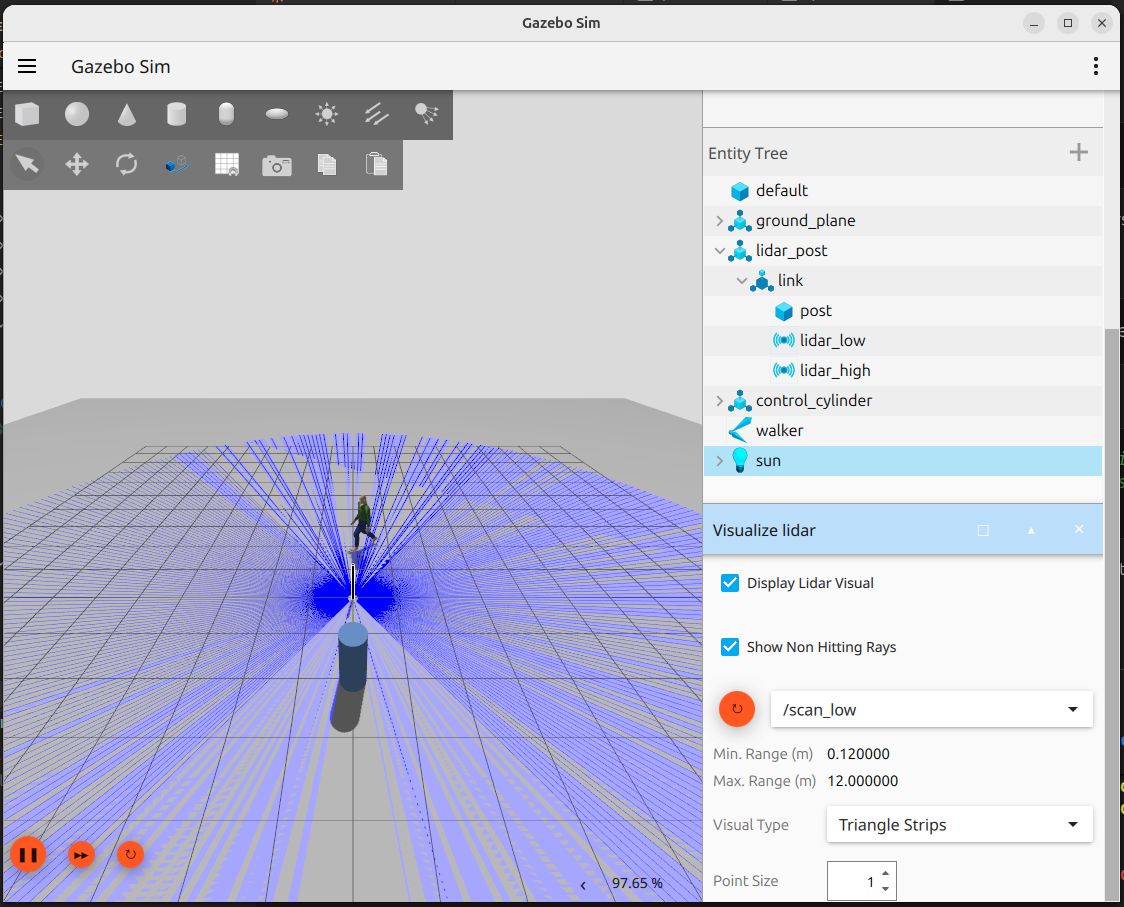 Gazebo Sim
Gazebo Sim
Entity Tree
default
ground_plane
lidar_post
link
post
lidar_low
lidar_high
control_cylinder
walker
sun
Visualize lidar
Display Lidar Visual
Show Non Hitting Rays
/scan_low
Min. Range (m) 0.120000
Max. Range (m) 12.000000
Visual Type Triangle Strips
Point Size 1
97.65 %